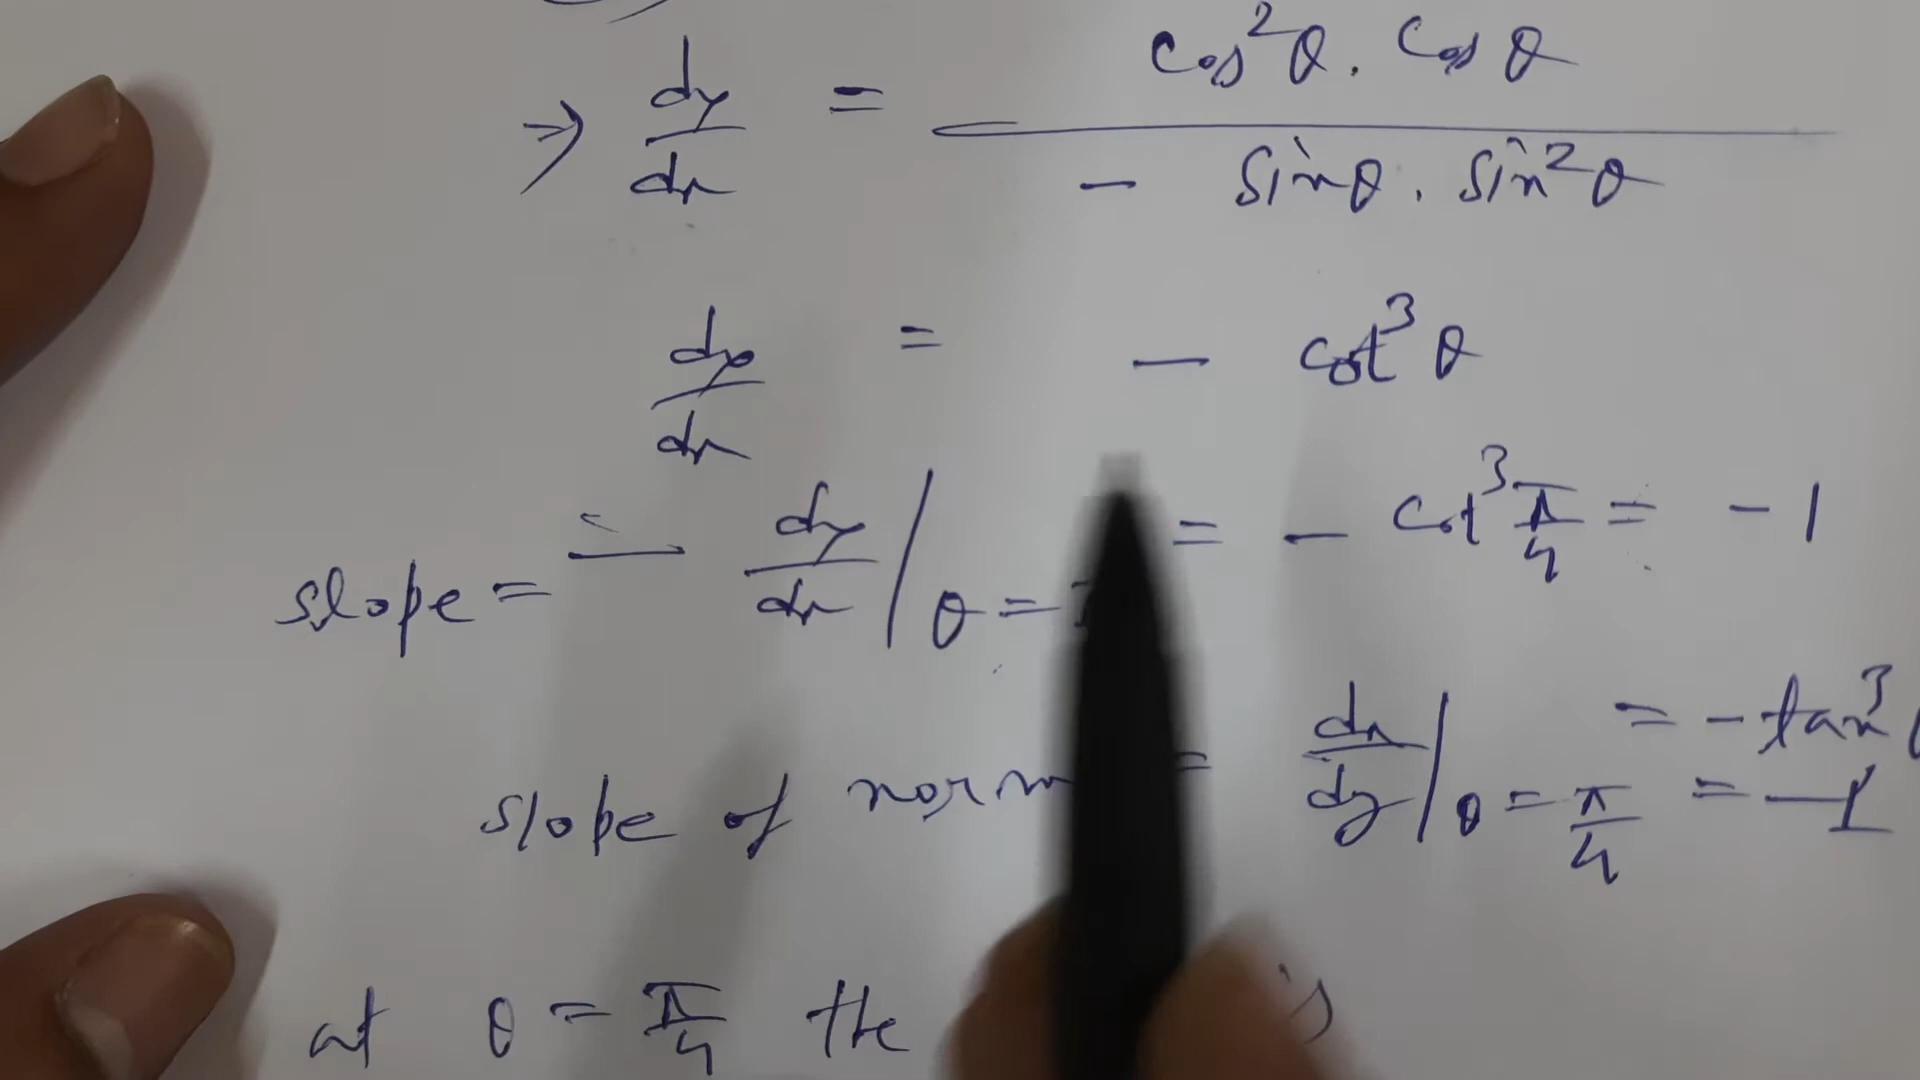 ⇒ dy/dx = cos²θ . cosθ / - sinθ . sin²θ
dy/dx = - cot³θ
slope = dy/dx | θ = = - cot³ π/4 = -1
slope of = dx/dy | θ = π/4 = - tan³
= -1
at θ = π/4 the